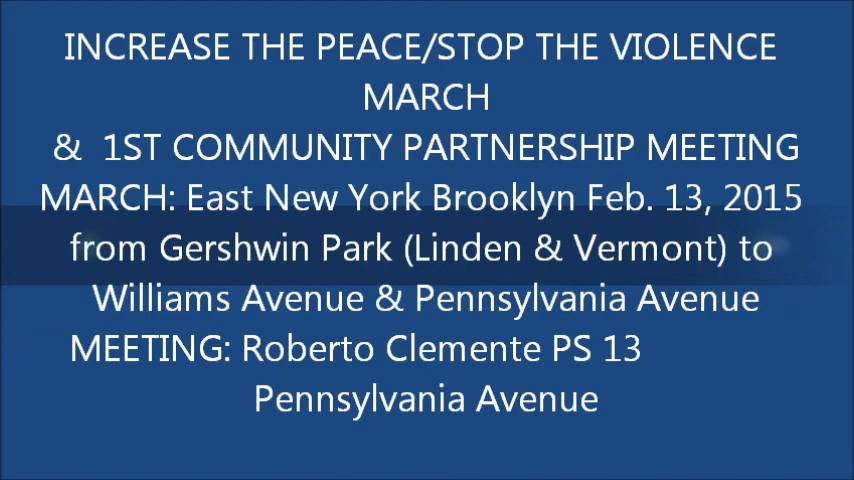 INCREASE THE PEACE/STOP THE VIOLENCE
MARCH
& 1ST COMMUNITY PARTNERSHIP MEETING
MARCH: East New York Brooklyn Feb. 13, 2015
from Gershwin Park (Linden & Vermont) to
Williams Avenue & Pennsylvania Avenue
MEETING: Roberto Clemente PS 13
Pennsylvania Avenue